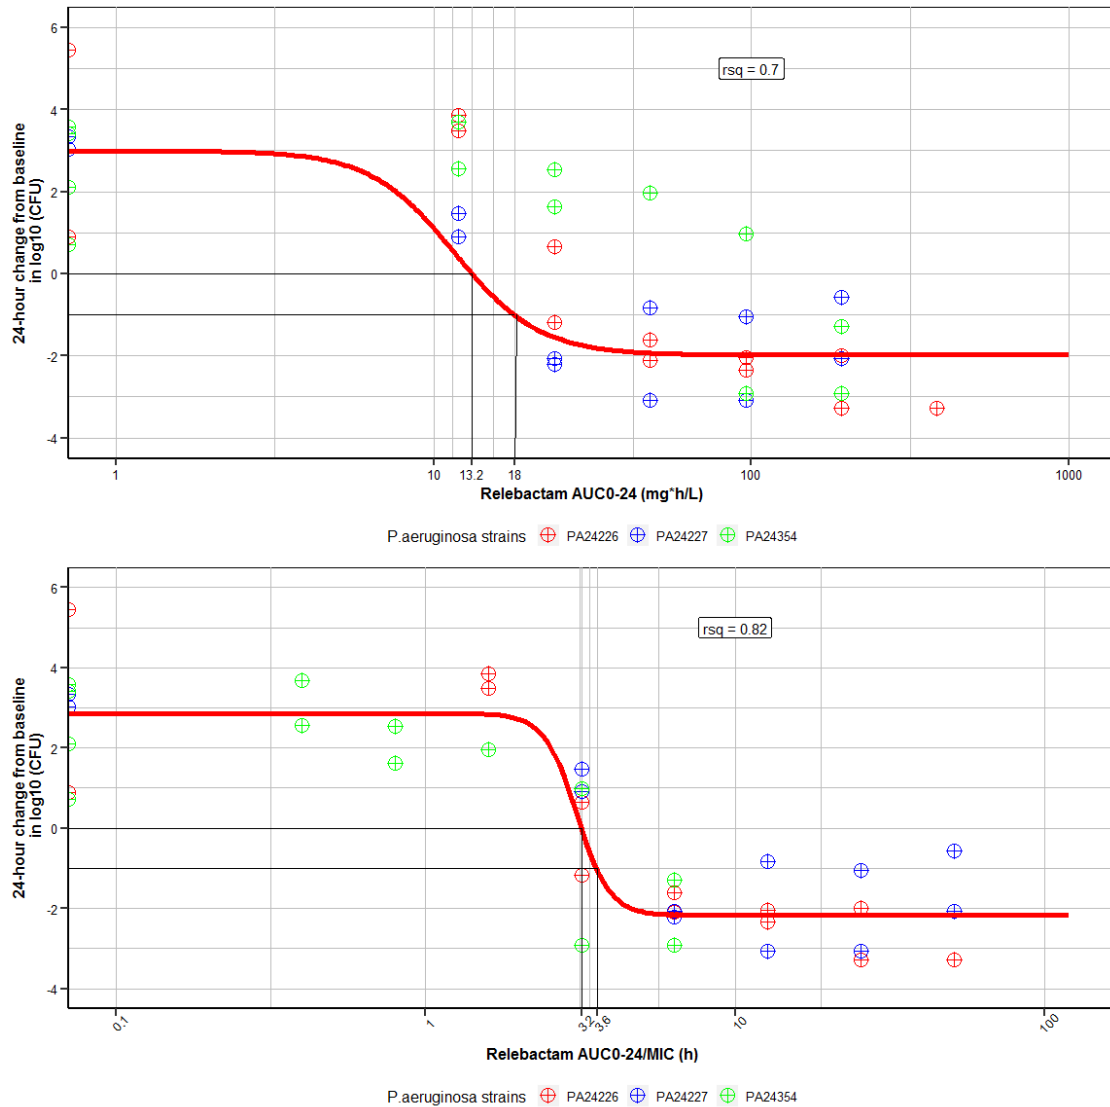 6
4
2
0
-2
-4
24-hour change from baseline
in log10 (CFU)
rsq = 0.7
1
10
13.2
18
100
1000
Relebactam AUC0-24 (mg*h/L)
P.aeruginosa strains PA24226 PA24227 PA24354
6
4
2
0
-2
-4
24-hour change from baseline
in log10 (CFU)
rsq = 0.82
0.1
1
3.2
3.6
10
100
Relebactam AUC0-24/MIC (h)
P.aeruginosa strains PA24226 PA24227 PA24354